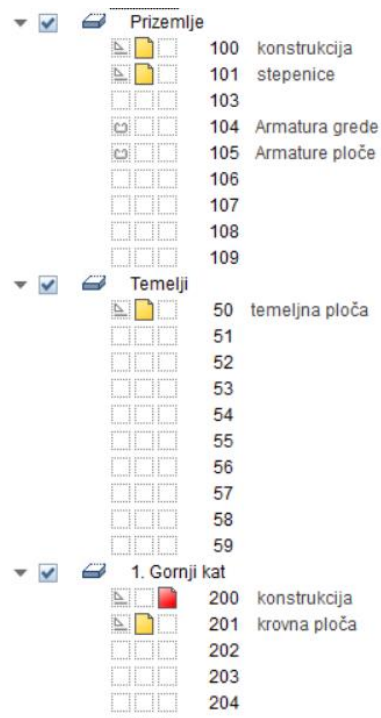 Prizemlje
100 konstrukcija
101 stepenice
103
104 Armatura grede
105 Armature ploče
106
107
108
109
Temelji
50 temeljna ploča
51
52
53
54
55
56
57
58
59
1. Gornji kat
200 konstrukcija
201 krovna ploča
202
203
204